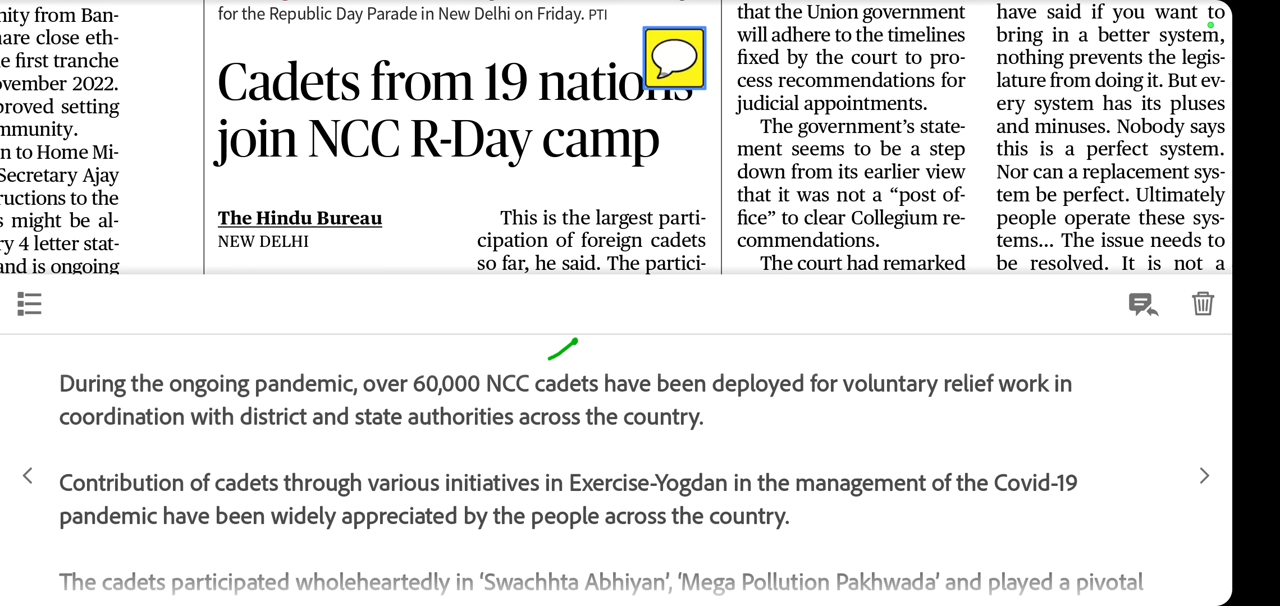 nity from Ban-
are close eth-
e first tranche
vember 2022.
proved setting
mmunity.
n to Home Mi-
Secretary Ajay
ructions to the
s might be al-
ry 4 letter stat-
and is ongoing
for the Republic Day Parade in New Delhi on Friday. PTI
Cadets from 19 nations
join NCC R-Day camp
The Hindu Bureau
NEW DELHI
This is the largest parti-
cipation of foreign cadets
so far, he said. The partici-
that the Union government
will adhere to the timelines
fixed by the court to pro-
cess recommendations for
judicial appointments.
The government's state-
ment seems to be a step
down from its earlier view
that it was not a “post of-
fice” to clear Collegium re-
commendations.
The court had remarked
have said if you want to
bring in a better system,
nothing prevents the legis-
lature from doing it. But ev-
ery system has its pluses
and minuses. Nobody says
this is a perfect system.
Nor can a replacement sys-
tem be perfect. Ultimately
people operate these sys-
tems... The issue needs to
be resolved. It is not a
During the ongoing pandemic, over 60,000 NCC cadets have been deployed for voluntary relief work in
coordination with district and state authorities across the country.
Contribution of cadets through various initiatives in Exercise-Yogdan in the management of the Covid-19
pandemic have been widely appreciated by the people across the country.
The cadets participated wholeheartedly in ‘Swachhta Abhiyan’, ‘Mega Pollution Pakhwada’ and played a pivotal